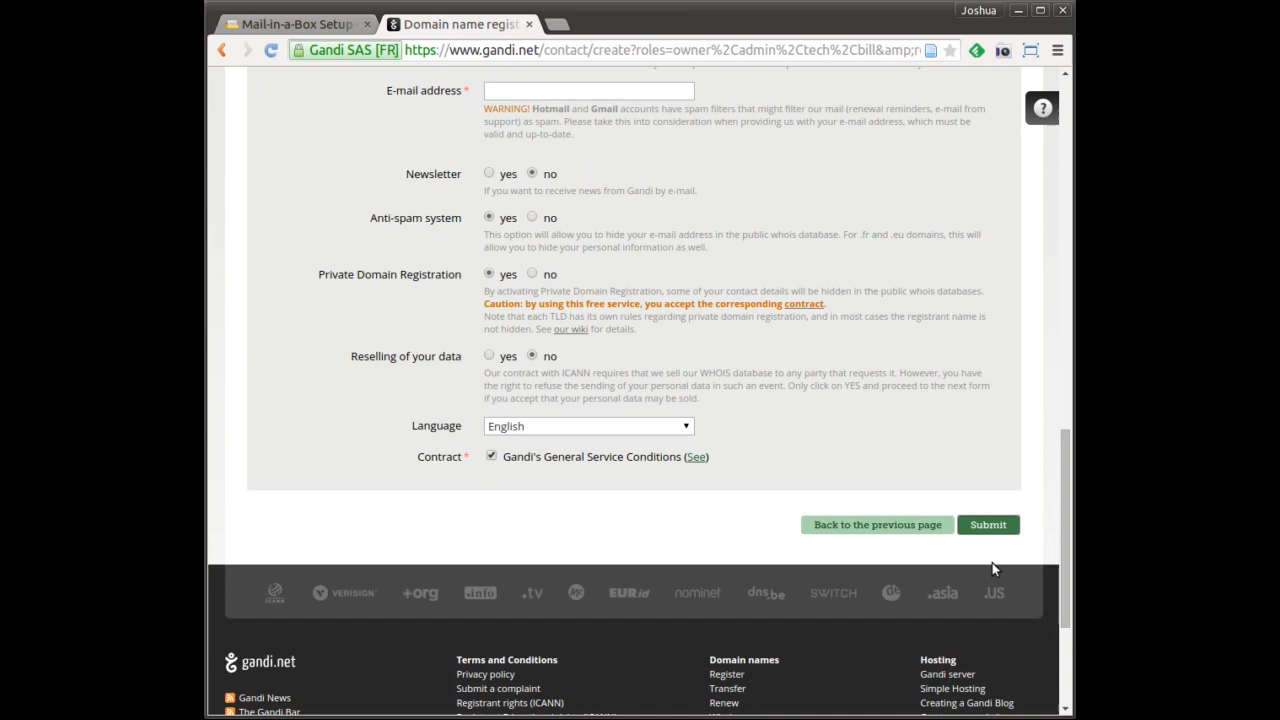 Joshua
Mail-in-a-Box Setup
Domain name regist
Gandi SAS [FR] https://www.gandi.net/contact/create?roles=owner%2Cadmin%2Ctech%2Cbill&amp;r
E-mail address *
WARNING! Hotmail and Gmail accounts have spam filters that might filter our mail (renewal reminders, e-mail from
support) as spam. Please take this into consideration when providing us with your e-mail address, which must be
valid and up-to-date.
Newsletter yes no
If you want to receive news from Gandi by e-mail.
Anti-spam system yes no
This option will allow you to hide your e-mail address in the public whois database. For .fr and .eu domains, this will
allow you to hide your personal information as well.
Private Domain Registration yes no
By activating Private Domain Registration, some of your contact details will be hidden in the public whois databases.
Caution: by using this free service, you accept the corresponding contract.
Note that each TLD has its own rules regarding private domain registration, and in most cases the registrant name is
not hidden. See our wiki for details.
Reselling of your data yes no
Our contract with ICANN requires that we sell our WHOIS database to any party that requests it. However, you have
the right to refuse the sending of your personal data in such an event. Only click on YES and proceed to the next form
if you accept that your personal data may be sold.
Language English
Contract * Gandi's General Service Conditions (See)
Back to the previous page Submit
ICANN VERISIGN +org .info .tv EURid nominet dns.be SWITCH de .asia .US
gandi.net
Terms and Conditions Domain names Hosting
Privacy policy Register Gandi server
Submit a complaint Transfer Simple Hosting
Gandi News
Registrant rights (ICANN) Renew Creating a Gandi Blog
The Gandi Bar